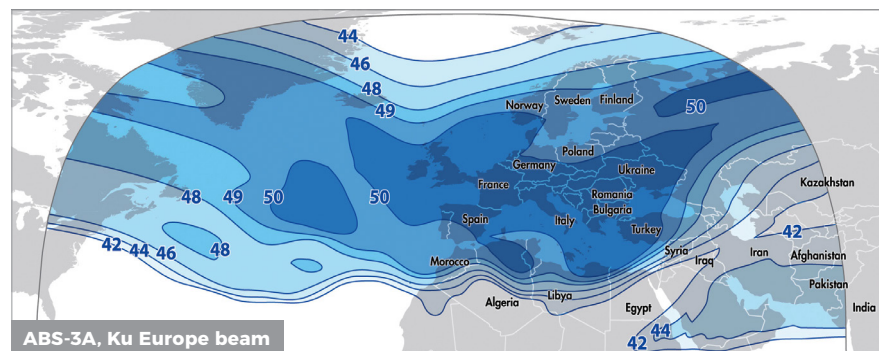 44
46
48
49
50
Norway
Sweden
Finland
Poland
Germany
Ukraine
France
Kazakhstan
48
49
50
50
Romania
Bulgaria
Spain
Italy
Turkey
42
42
44
46
48
Morocco
Syria
Iraq
Iran
Afghanistan
Pakistan
Algeria
Libya
Egypt
India
44
42
ABS-3A, Ku Europe beam